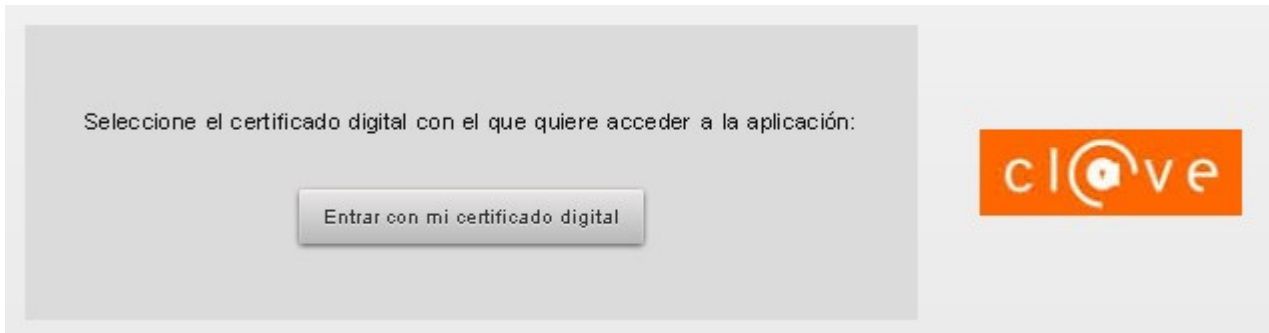 Seleccione el certificado digital con el que quiere acceder a la aplicación:
cl@ve
Entrar con mi certificado digital